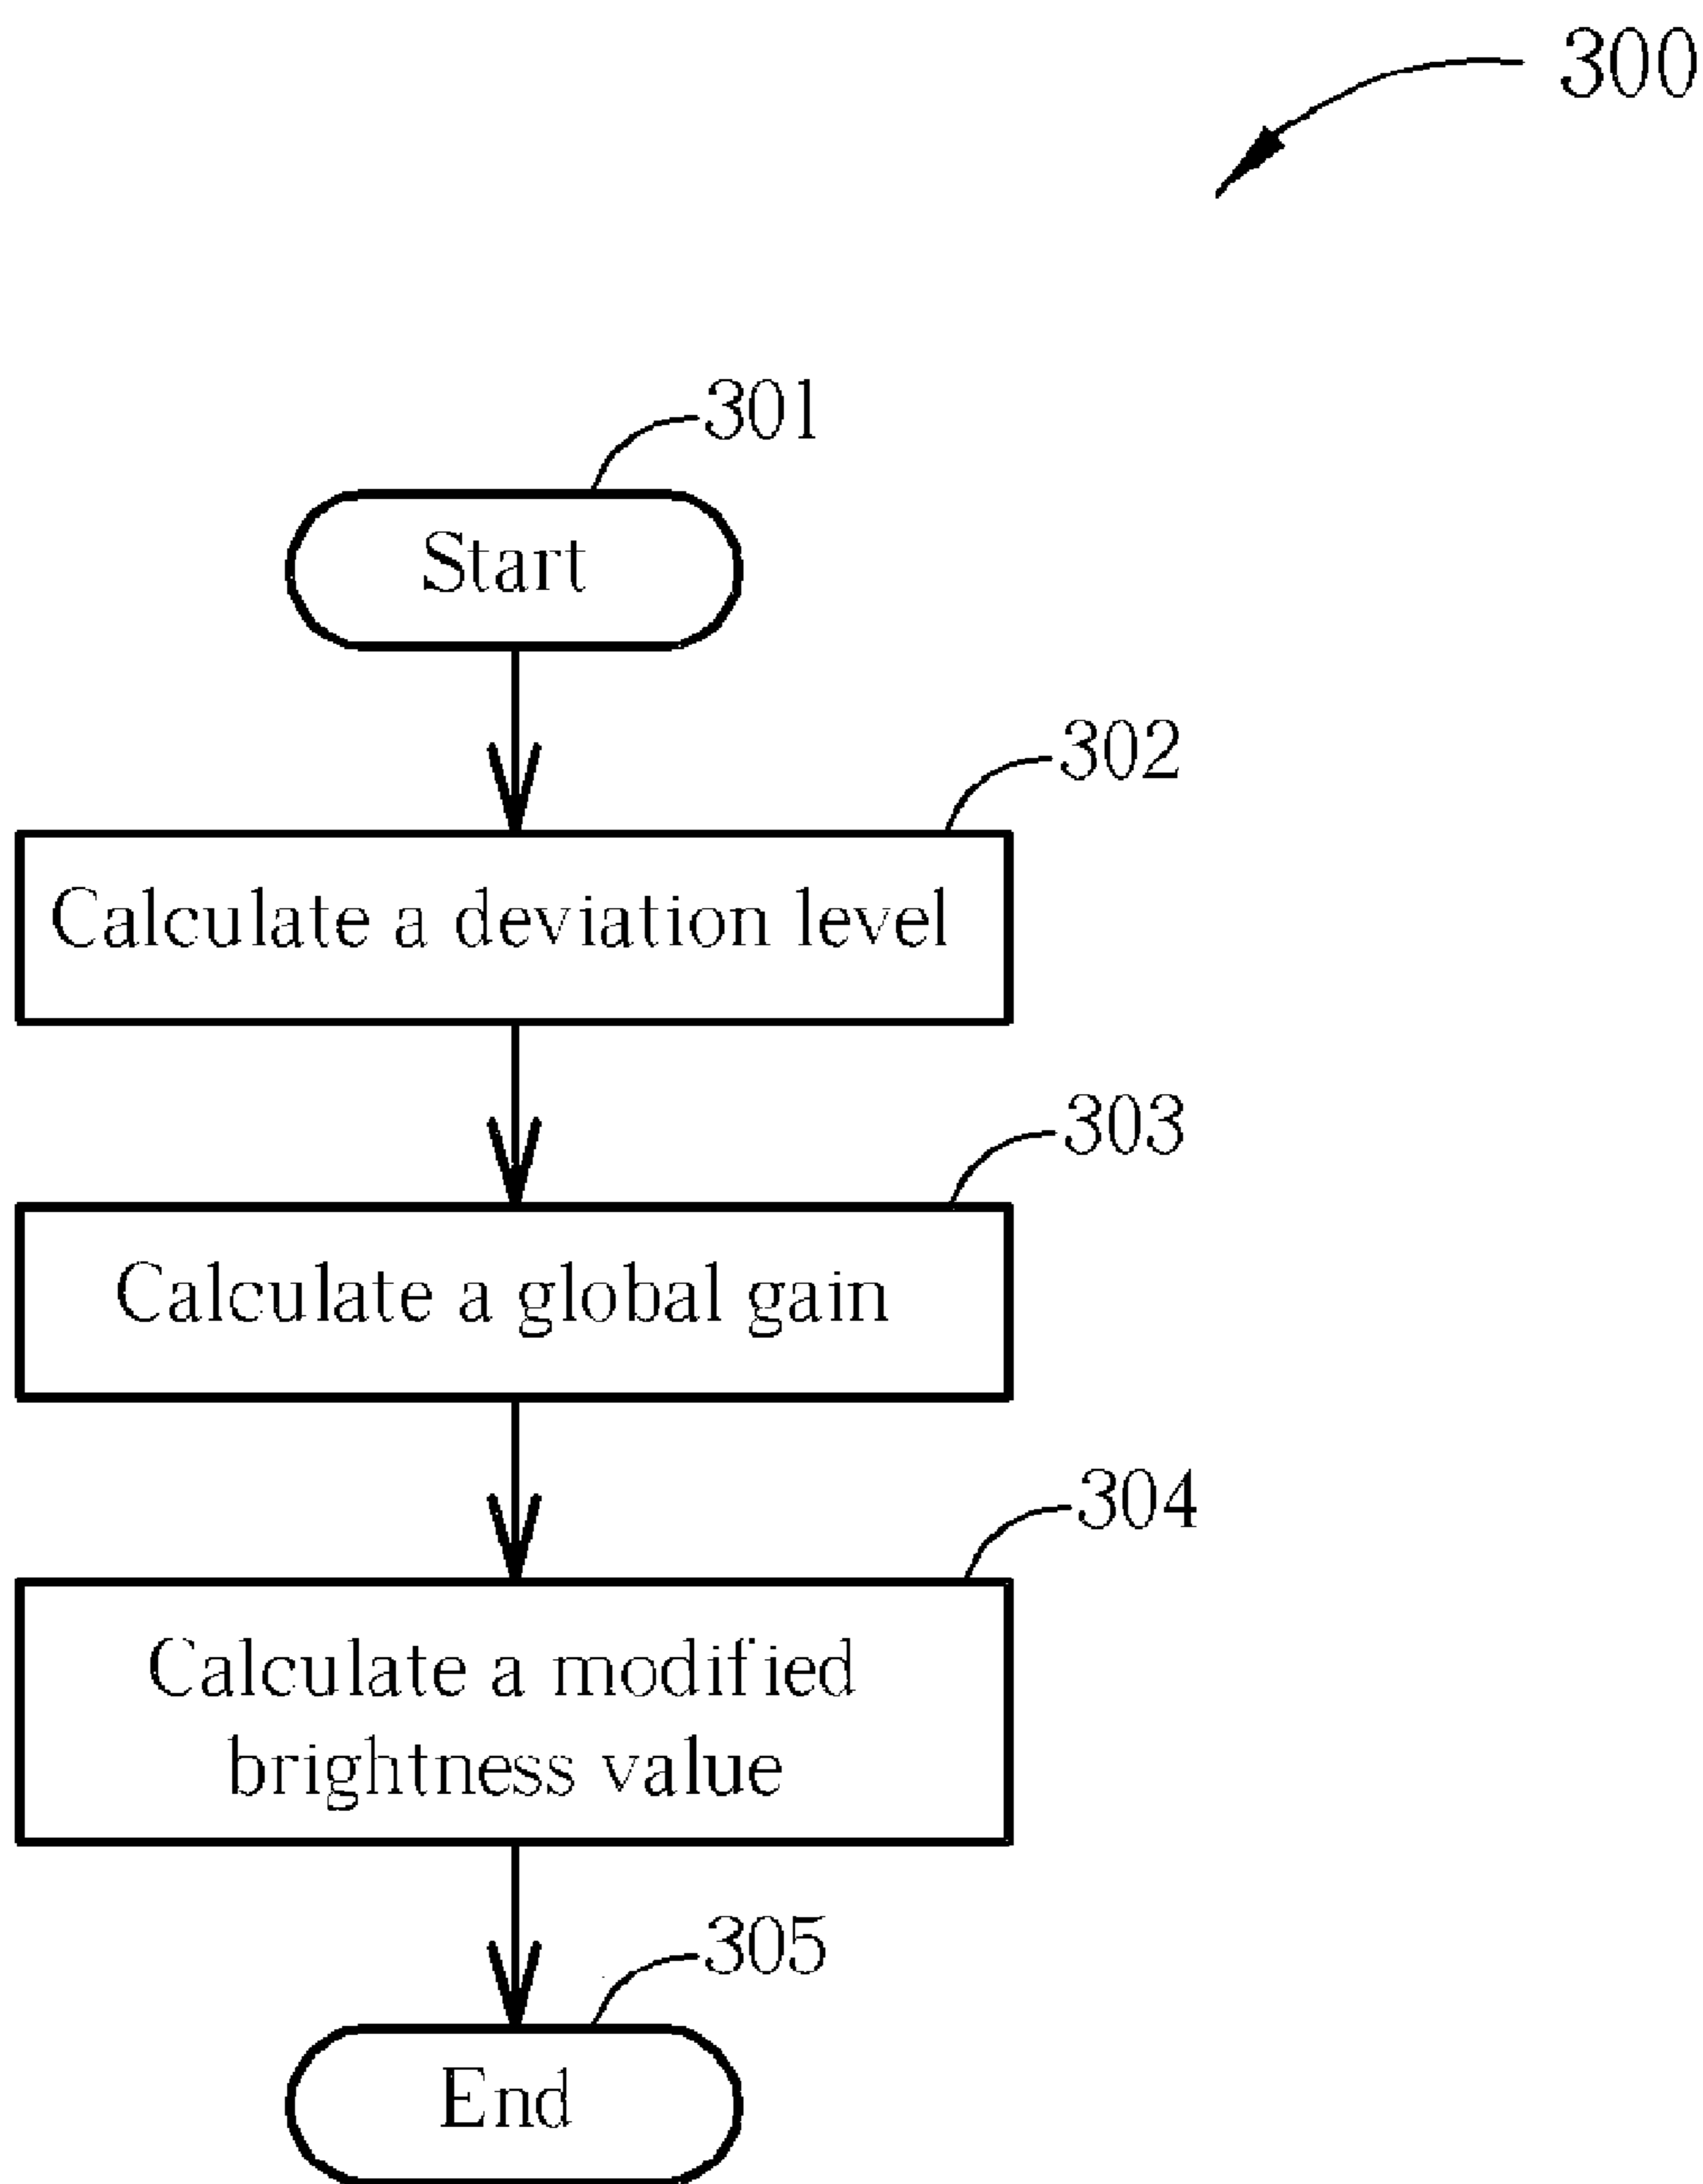 300
301
Start
302
Calculate a deviation level
303
Calculate a global gain
304
Calculate a modified
brightness value
305
End